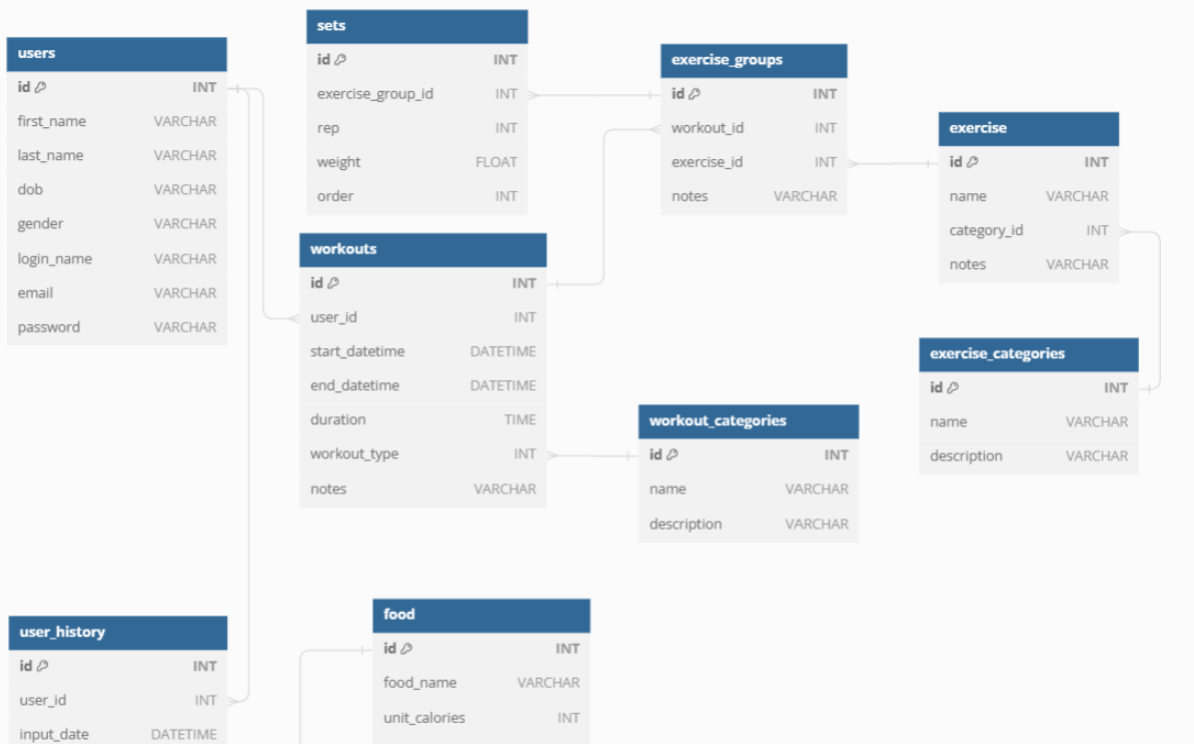 users
id INT
first_name VARCHAR
last_name VARCHAR
dob VARCHAR
gender VARCHAR
login_name VARCHAR
email VARCHAR
password VARCHAR
sets
id INT
exercise_group_id INT
rep INT
weight FLOAT
order INT
exercise_groups
id INT
workout_id INT
exercise_id INT
notes VARCHAR
exercise
id INT
name VARCHAR
category_id INT
notes VARCHAR
workouts
id INT
user_id INT
start_datetime DATETIME
end_datetime DATETIME
duration TIME
workout_type INT
notes VARCHAR
exercise_categories
id INT
name VARCHAR
description VARCHAR
workout_categories
id INT
name VARCHAR
description VARCHAR
user_history
id INT
user_id INT
input_date DATETIME
food
id INT
food_name VARCHAR
unit_calories INT